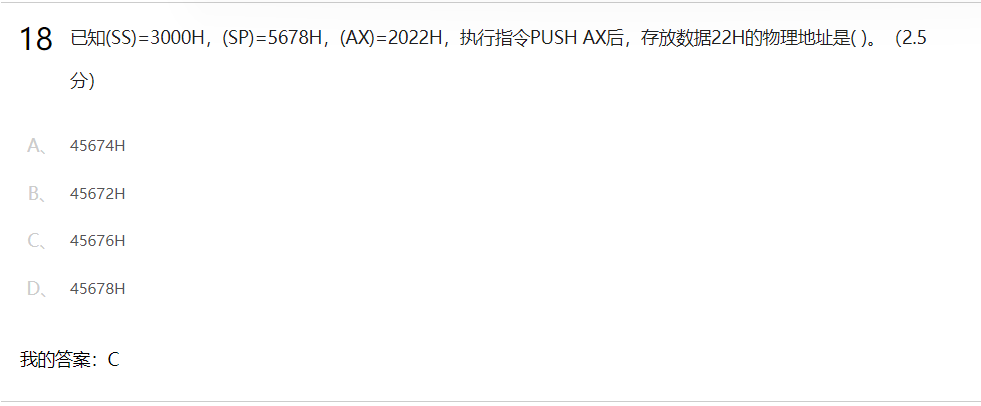 18 已知(SS)=3000H，(SP)=5678H，(AX)=2022H，执行指令PUSH AX后，存放数据22H的物理地址是( )。（2.5
分）
A、 45674H
B、 45672H
C、 45676H
D、 45678H
我的答案：C